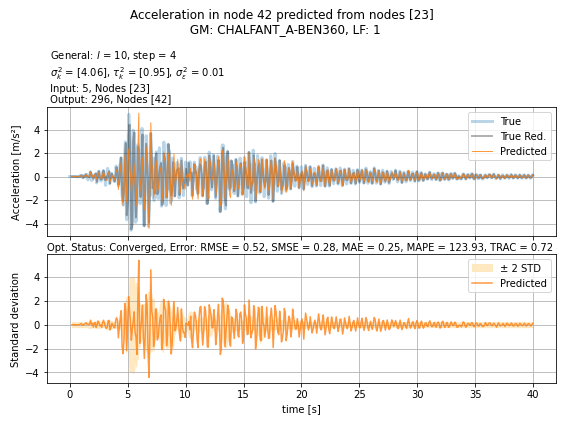 Acceleration in node 42 predicted from nodes [23]
GM: CHALFANT_A-BEN360, LF: 1
General: l = 10, step = 4
σ²ₖ = [4.06], τ²ₖ = [0.95], σ²ε = 0.01
Input: 5, Nodes [23]
Output: 296, Nodes [42]
Acceleration [m/s²]
4
2
0
−2
−4
True
True Red.
Predicted
Opt. Status: Converged, Error: RMSE = 0.52, SMSE = 0.28, MAE = 0.25, MAPE = 123.93, TRAC = 0.72
Standard deviation
4
2
0
−2
−4
± 2 STD
Predicted
0 5 10 15 20 25 30 35 40
time [s]